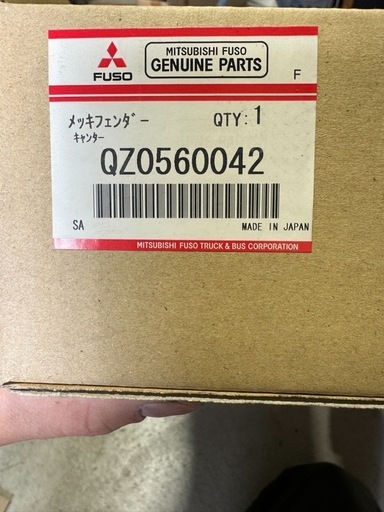 FUSO
MITSUBISHI FUSO
GENUINE PARTS
F
ﾒｯｷﾌｪﾝﾀﾞｰ QTY: 1
ｷｬﾝﾀｰ
QZ0560042
SA MADE IN JAPAN
MITSUBISHI FUSO TRUCK & BUS CORPORATION